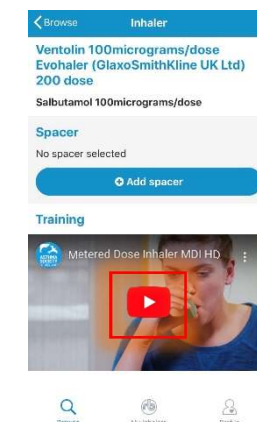 Browse
Inhaler
Ventolin 100micrograms/dose
Evohaler (GlaxoSmithKline UK Ltd)
200 dose
Salbutamol 100micrograms/dose
Spacer
No spacer selected
Add spacer
Training
Metered Dose Inhaler MDI HD